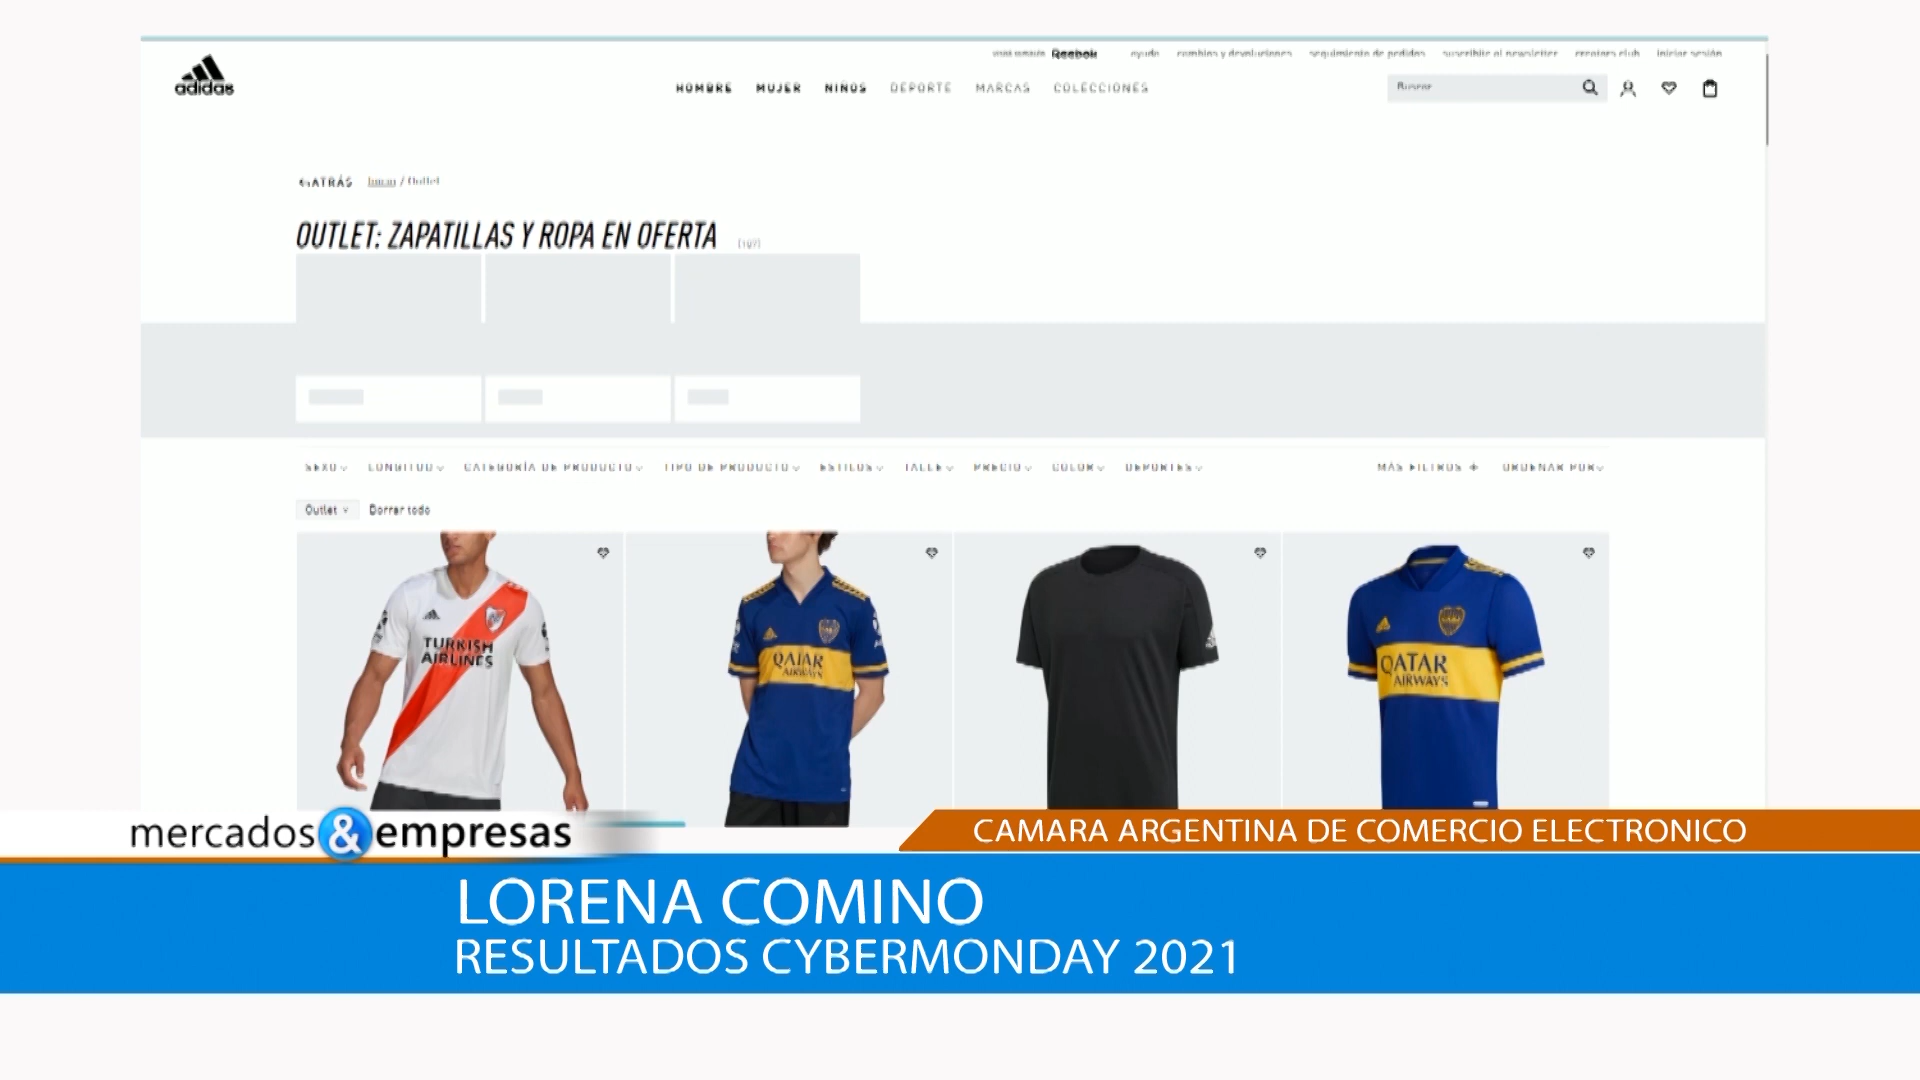 Reebok ayuda cambios y devoluciones seguimiento de pedidos suscribite al newsletter creators club iniciar sesión
adidas
HOMBRE MUJER NIÑOS DEPORTE MARCAS COLECCIONES
Buscar
ATRÁS Inicio / Outlet
OUTLET: ZAPATILLAS Y ROPA EN OFERTA
SEXO LONGITUD CATEGORÍA DE PRODUCTO TIPO DE PRODUCTO ESTILOS TALLE PRECIO COLOR DEPORTES MÁS FILTROS + ORDENAR POR
Outlet Borrar todo
TURKISH
AIRLINES
QATAR
AIRWAYS
QATAR
AIRWAYS
mercados & empresas
CAMARA ARGENTINA DE COMERCIO ELECTRONICO
LORENA COMINO
RESULTADOS CYBERMONDAY 2021